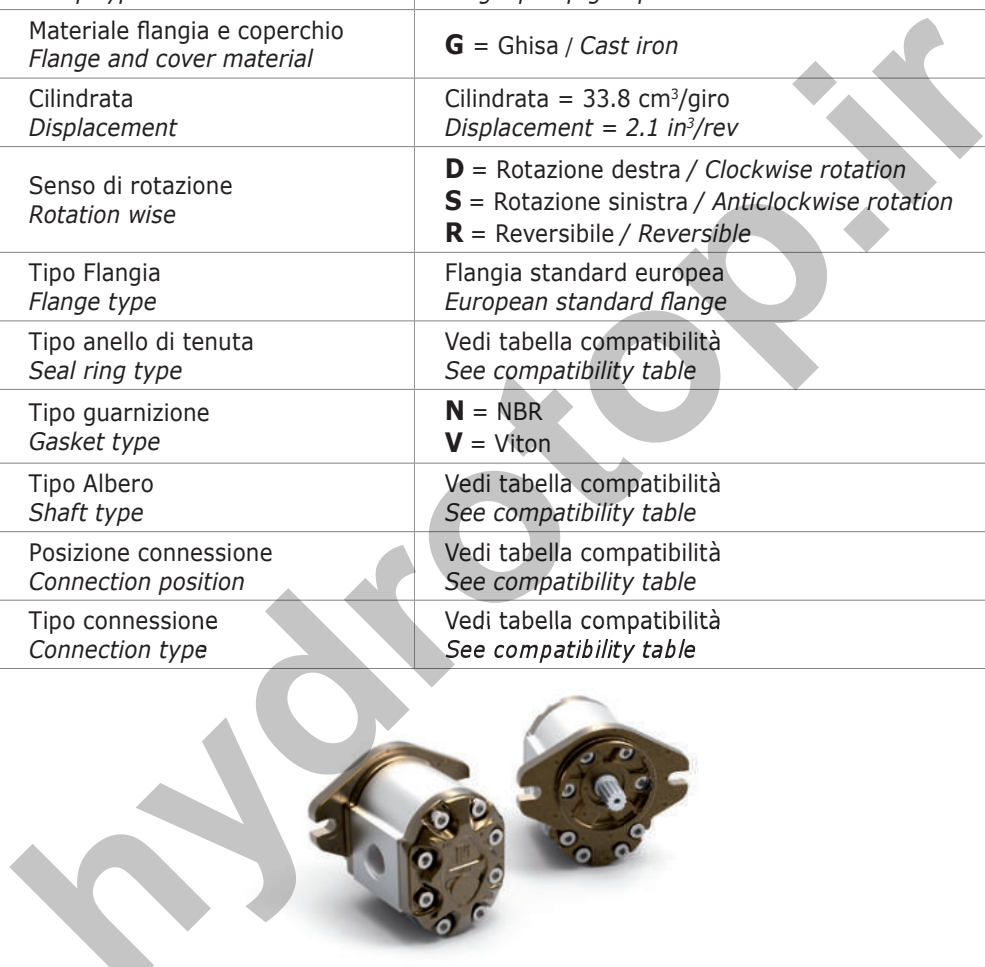 Materiale flangia e coperchio
Flange and cover material
G = Ghisa / Cast iron
Cilindrata
Displacement
Cilindrata = 33.8 cm³/giro
Displacement = 2.1 in³/rev
Senso di rotazione
Rotation wise
D = Rotazione destra / Clockwise rotation
S = Rotazione sinistra / Anticlockwise rotation
R = Reversibile / Reversible
Tipo Flangia
Flange type
Flangia standard europea
European standard flange
Tipo anello di tenuta
Seal ring type
Vedi tabella compatibilità
See compatibility table
Tipo guarnizione
Gasket type
N = NBR
V = Viton
Tipo Albero
Shaft type
Vedi tabella compatibilità
See compatibility table
Posizione connessione
Connection position
Vedi tabella compatibilità
See compatibility table
Tipo connessione
Connection type
Vedi tabella compatibilità
See compatibility table
hydrotop.ir